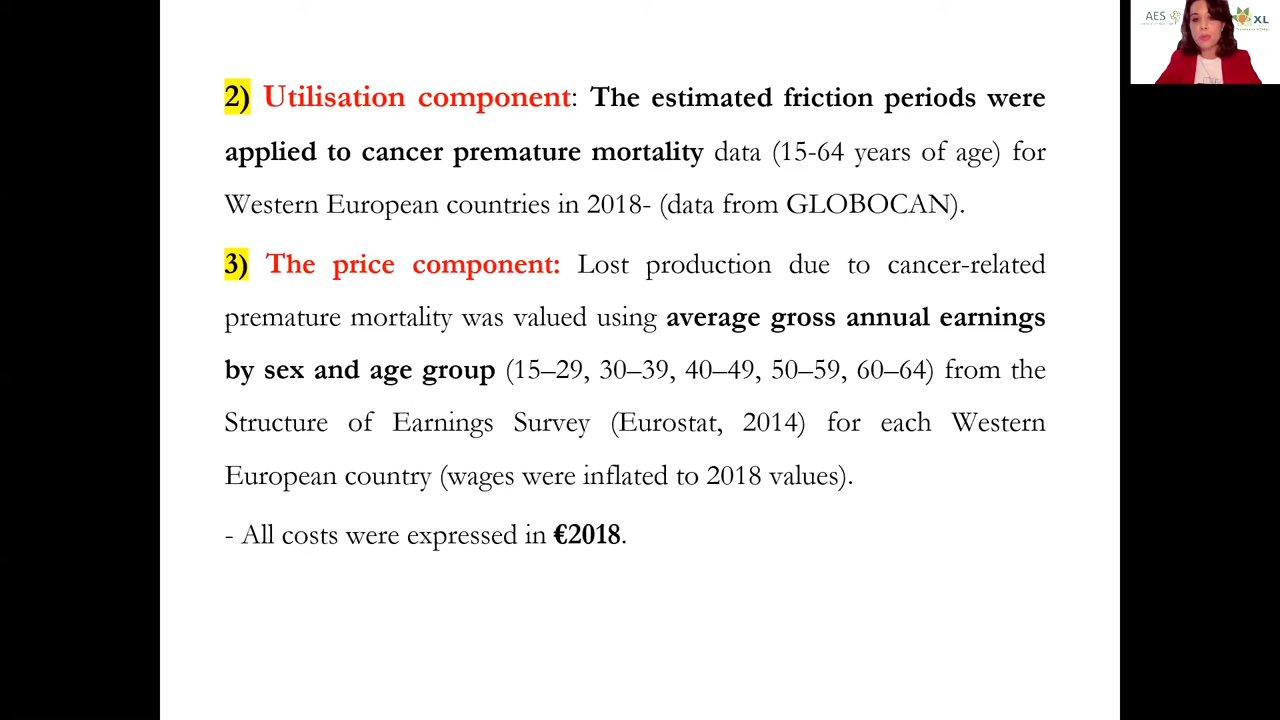 AES
XL
2) Utilisation component: The estimated friction periods were
applied to cancer premature mortality data (15-64 years of age) for
Western European countries in 2018- (data from GLOBOCAN).
3) The price component: Lost production due to cancer-related
premature mortality was valued using average gross annual earnings
by sex and age group (15–29, 30–39, 40–49, 50–59, 60–64) from the
Structure of Earnings Survey (Eurostat, 2014) for each Western
European country (wages were inflated to 2018 values).
- All costs were expressed in €2018.